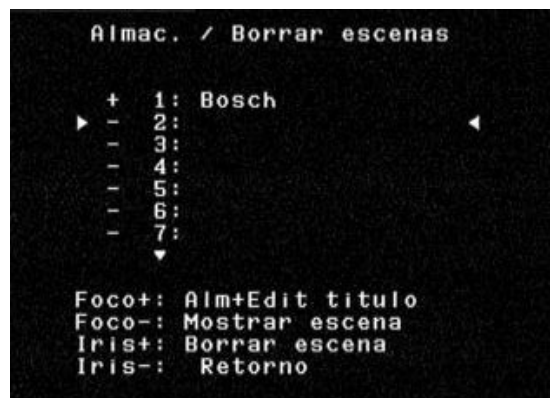 Almac. / Borrar escenas
+ 1: Bosch
- 2:
- 3:
- 4:
- 5:
- 6:
- 7:
Foco+: Alm+Edit titulo
Foco-: Mostrar escena
Iris+: Borrar escena
Iris-: Retorno